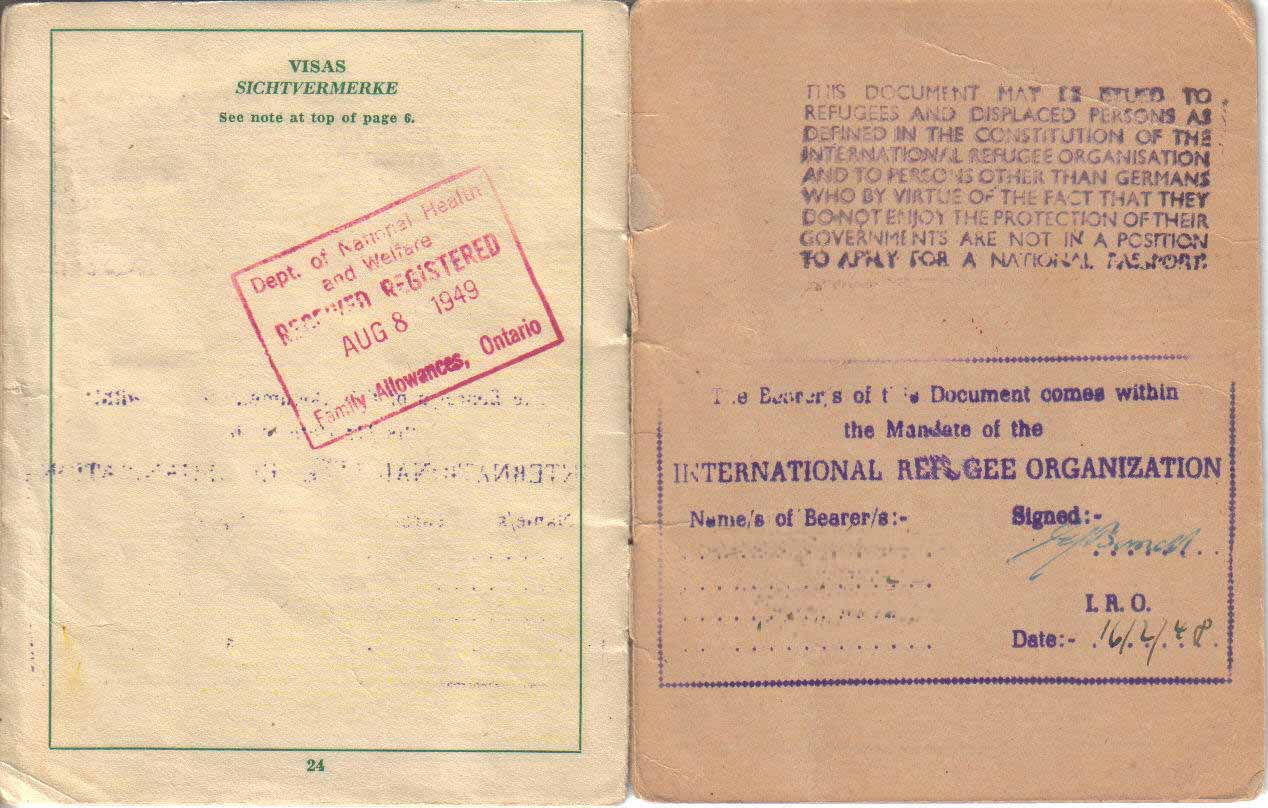 VISAS
SICHTVERMERKE
See note at top of page 6.
Dept. of National Health
and Welfare
RECEIVED REGISTERED
AUG 8 1949
Family Allowances, Ontario
24
THIS DOCUMENT MAY BE ISSUED TO
REFUGEES AND DISPLACED PERSONS AS
DEFINED IN THE CONSTITUTION OF THE
INTERNATIONAL REFUGEE ORGANISATION
AND TO PERSONS OTHER THAN GERMANS
WHO BY VIRTUE OF THE FACT THAT THEY
DO NOT ENJOY THE PROTECTION OF THEIR
GOVERNMENTS ARE NOT IN A POSITION
TO APPLY FOR A NATIONAL PASSPORT.
The Bearer/s of this Document comes within
the Mandate of the
INTERNATIONAL REFUGEE ORGANIZATION
Name/s of Bearer/s:-
Signed:-
I. R. O.
Date:- 16/2/48.